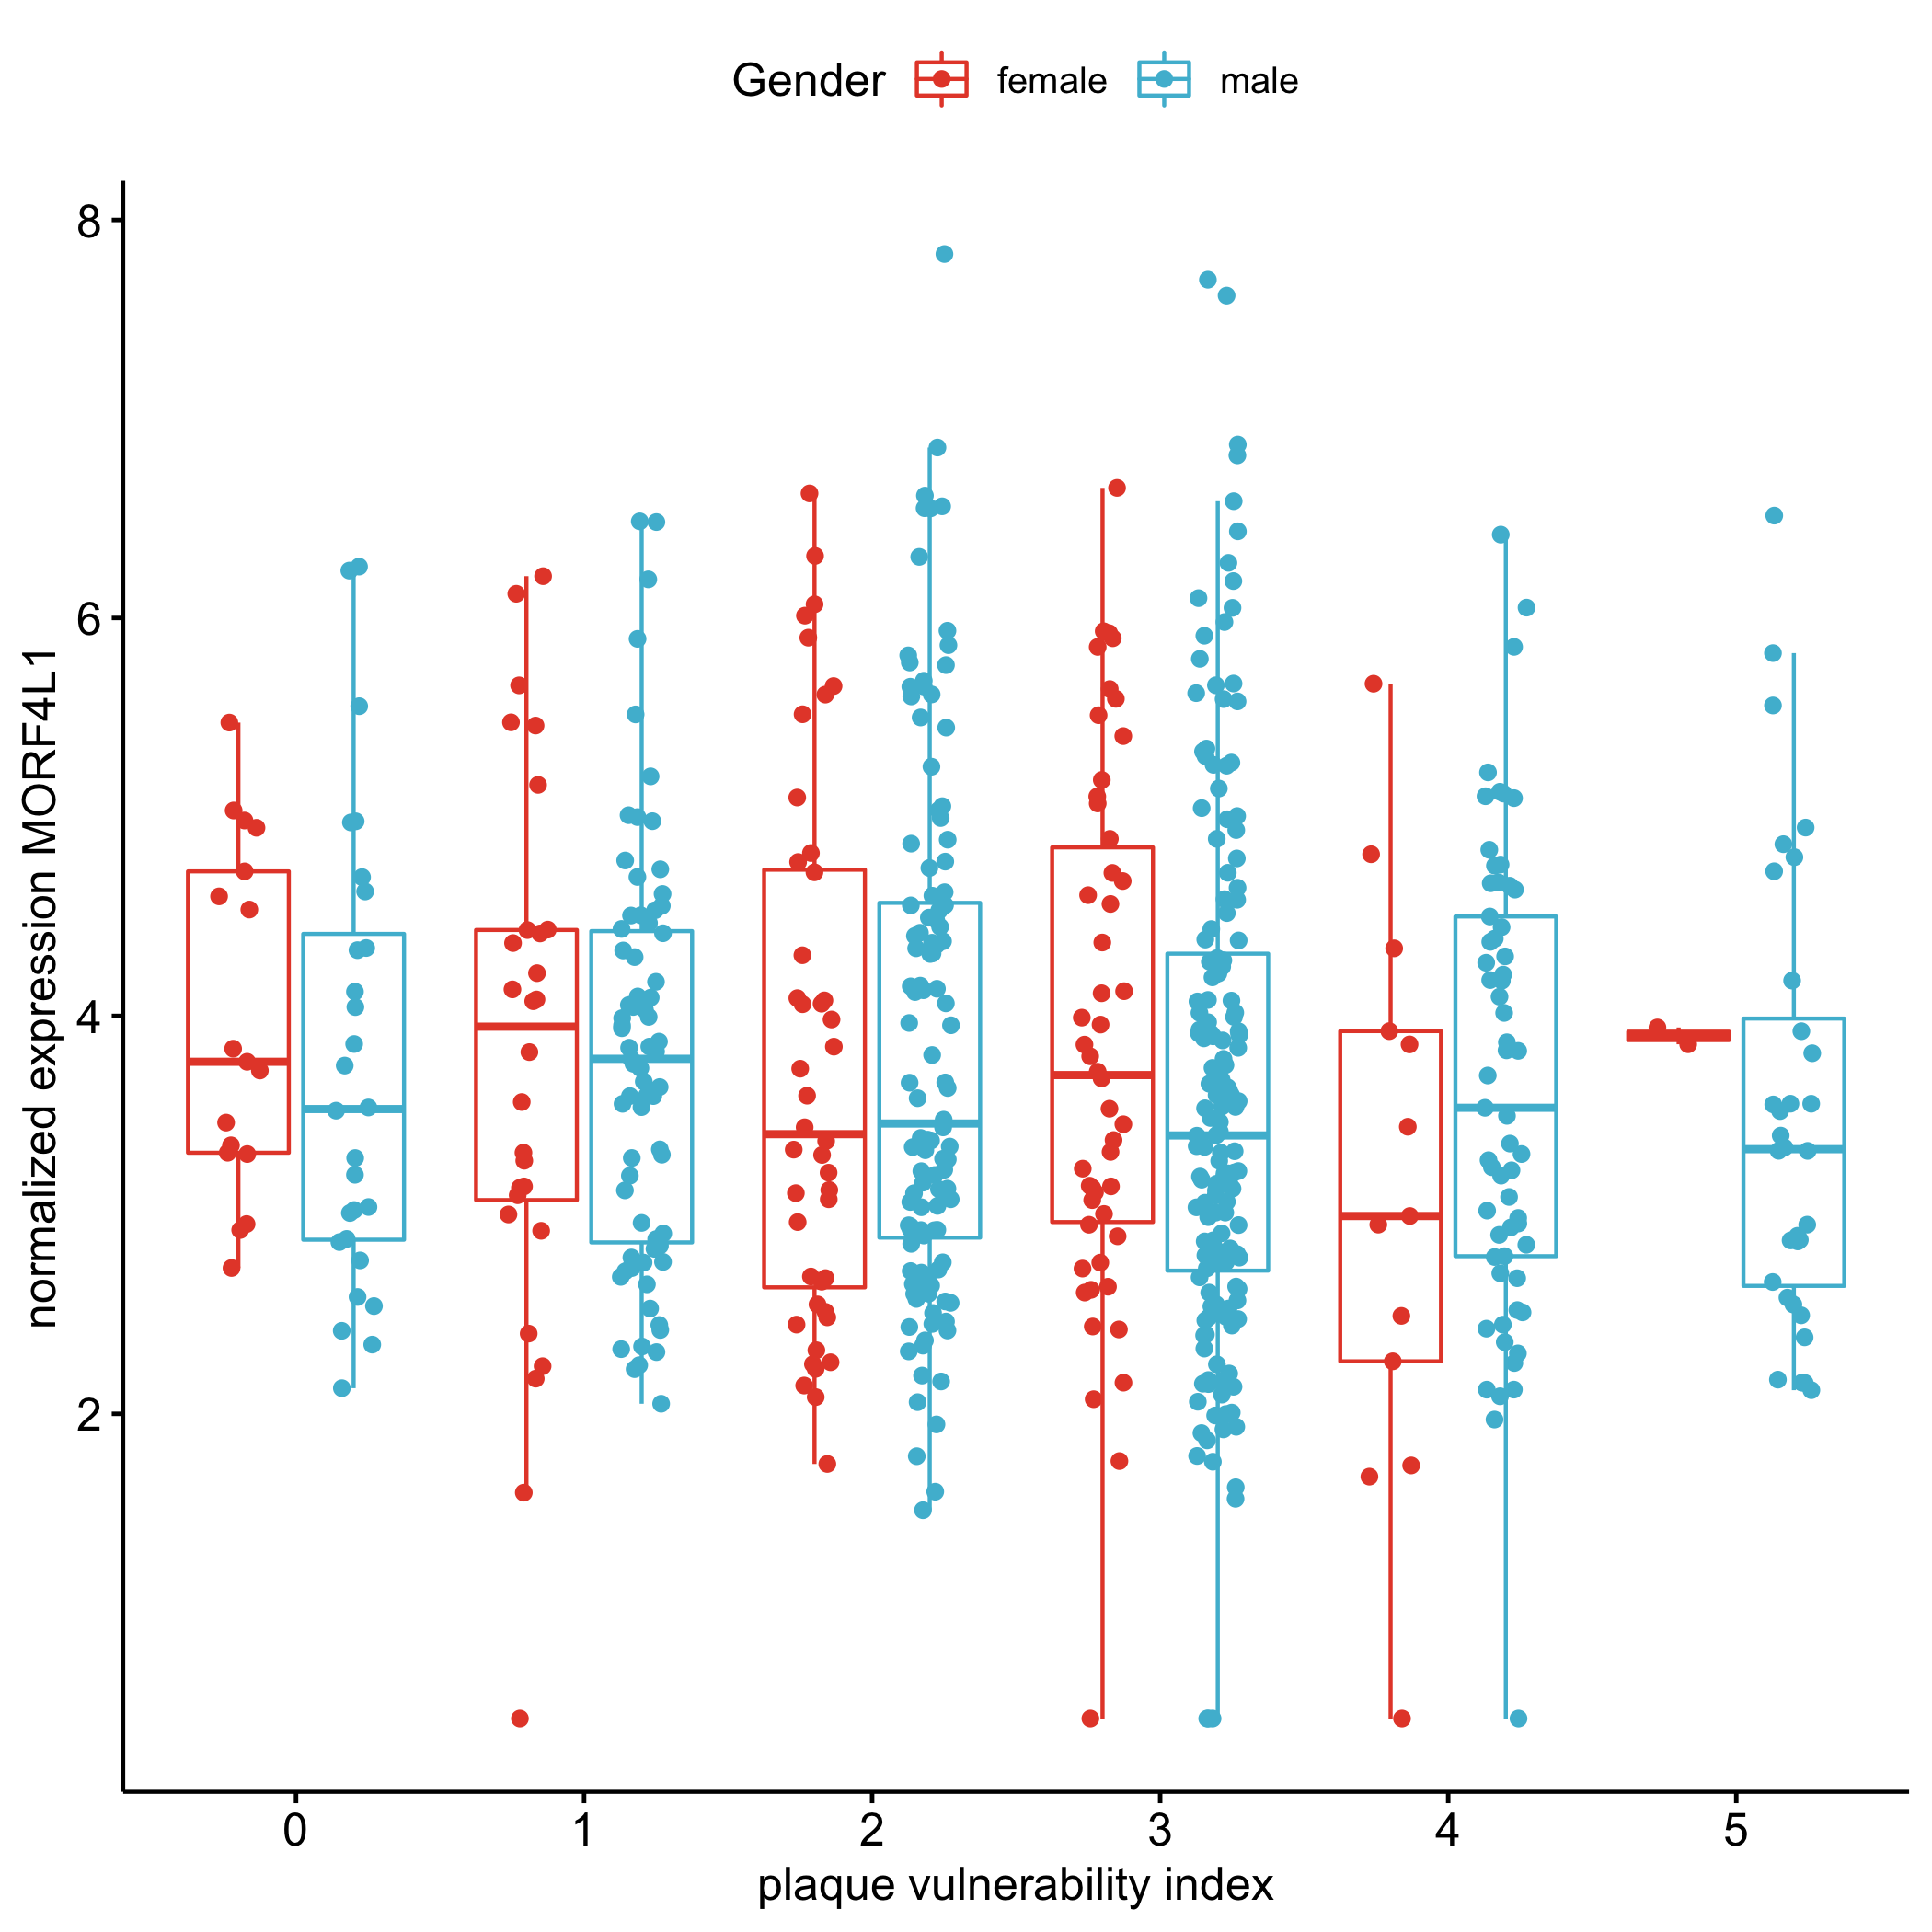 Gender female male
normalized expression MORF4L1
8
6
4
2
0 1 2 3 4 5
plaque vulnerability index